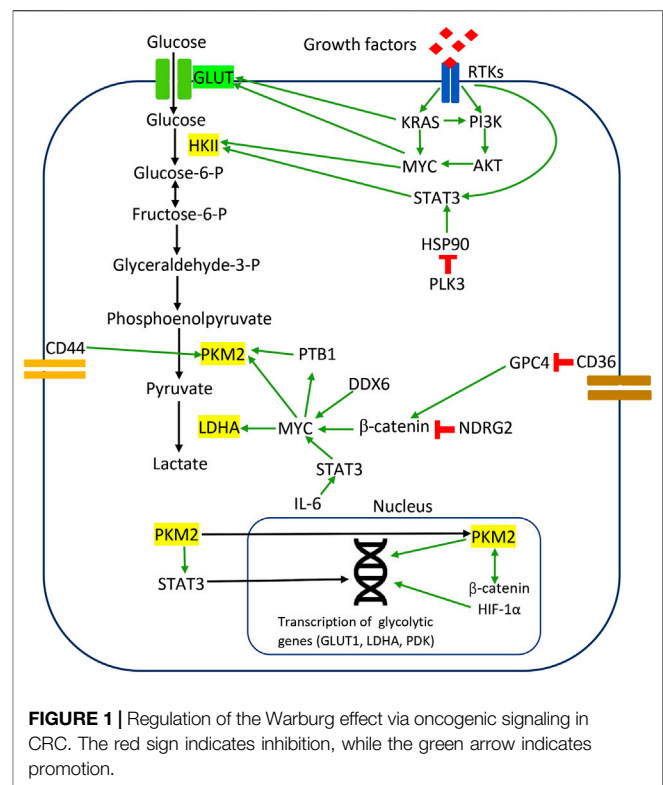 Glucose
Growth factors
GLUT
RTKs
Glucose
KRAS
PI3K
HKII
Glucose-6-P
MYC
AKT
STAT3
Fructose-6-P
HSP90
Glyceraldehyde-3-P
PLK3
Phosphoenolpyruvate
CD44
PKM2
PTB1
GPC4
CD36
Pyruvate
DDX6
LDHA
MYC
β-catenin
NDRG2
Lactate
STAT3
IL-6
Nucleus
PKM2
PKM2
STAT3
β-catenin
HIF-1α
Transcription of glycolytic
genes (GLUT1, LDHA, PDK)
FIGURE 1 | Regulation of the Warburg effect via oncogenic signaling in
CRC. The red sign indicates inhibition, while the green arrow indicates
promotion.